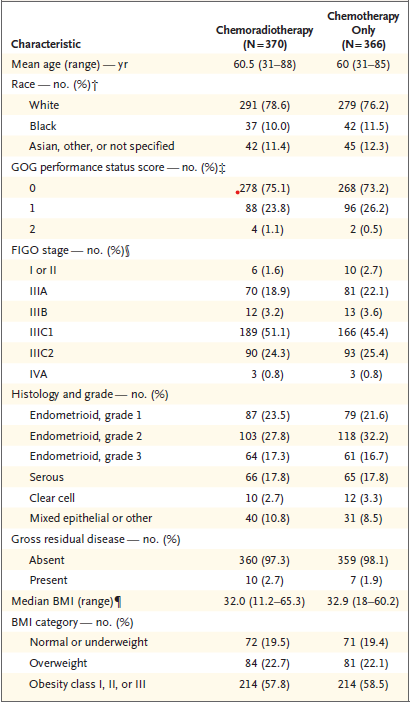 Characteristic Chemoradiotherapy (N=370) Chemotherapy Only (N=366)
Mean age (range) — yr 60.5 (31–88) 60 (31–85)
Race — no. (%)†
White 291 (78.6) 279 (76.2)
Black 37 (10.0) 42 (11.5)
Asian, other, or not specified 42 (11.4) 45 (12.3)
GOG performance status score — no. (%)‡
0 278 (75.1) 268 (73.2)
1 88 (23.8) 96 (26.2)
2 4 (1.1) 2 (0.5)
FIGO stage — no. (%)§
I or II 6 (1.6) 10 (2.7)
IIIA 70 (18.9) 81 (22.1)
IIIB 12 (3.2) 13 (3.6)
IIIC1 189 (51.1) 166 (45.4)
IIIC2 90 (24.3) 93 (25.4)
IVA 3 (0.8) 3 (0.8)
Histology and grade — no. (%)
Endometrioid, grade 1 87 (23.5) 79 (21.6)
Endometrioid, grade 2 103 (27.8) 118 (32.2)
Endometrioid, grade 3 64 (17.3) 61 (16.7)
Serous 66 (17.8) 65 (17.8)
Clear cell 10 (2.7) 12 (3.3)
Mixed epithelial or other 40 (10.8) 31 (8.5)
Gross residual disease — no. (%)
Absent 360 (97.3) 359 (98.1)
Present 10 (2.7) 7 (1.9)
Median BMI (range)¶ 32.0 (11.2–65.3) 32.9 (18–60.2)
BMI category — no. (%)
Normal or underweight 72 (19.5) 71 (19.4)
Overweight 84 (22.7) 81 (22.1)
Obesity class I, II, or III 214 (57.8) 214 (58.5)